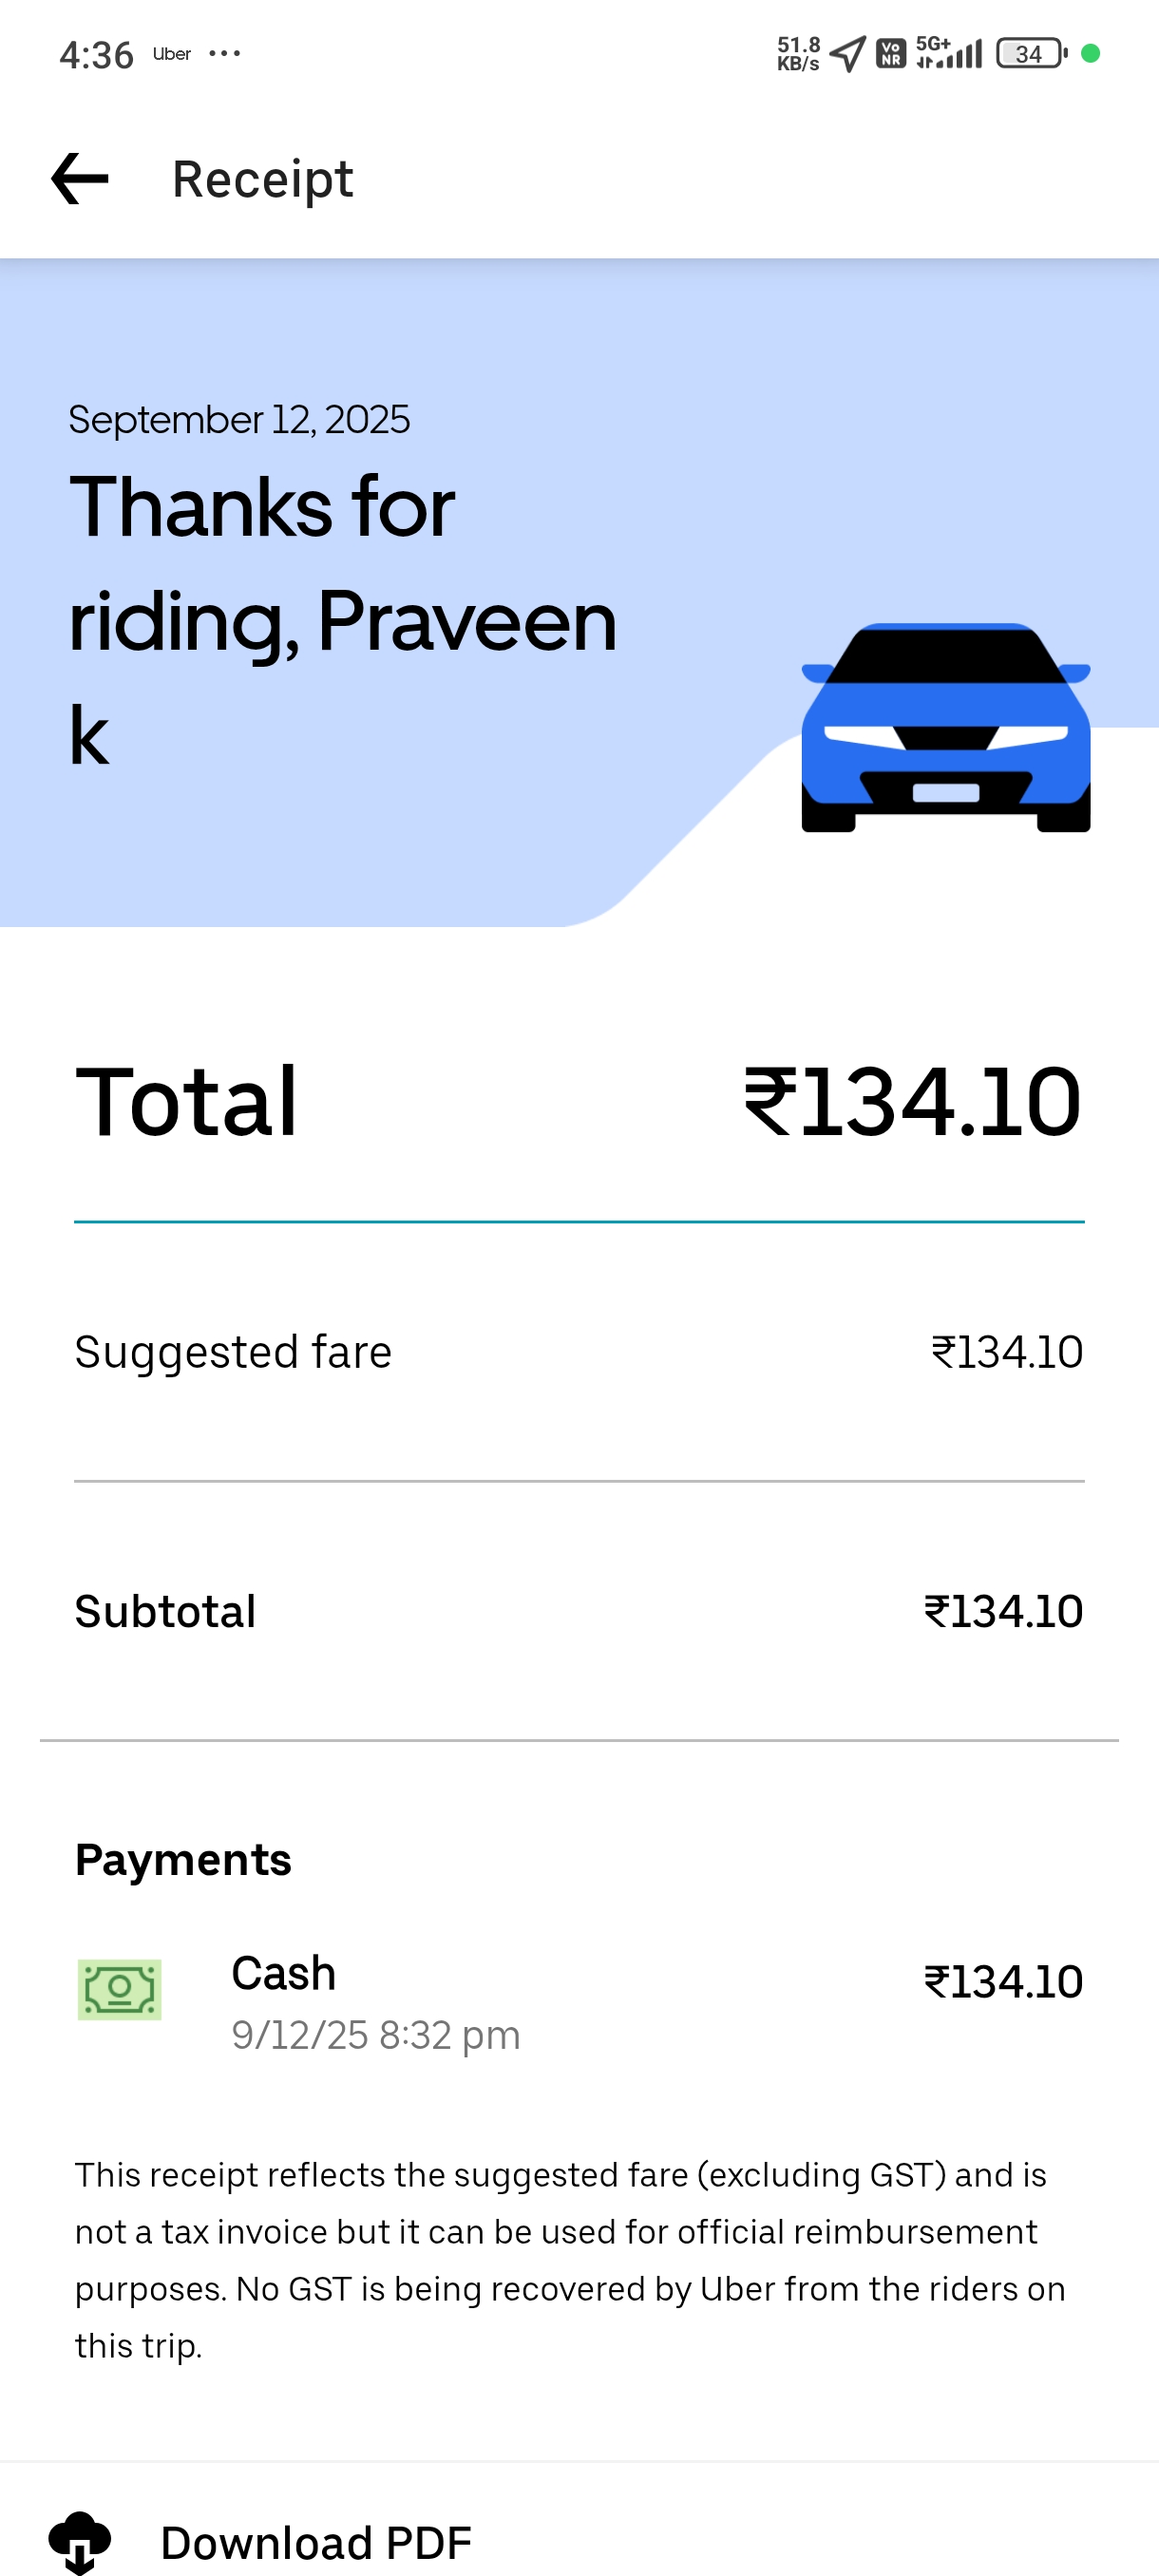 4:36 Uber ...
51.8 KB/s Vo NR 5G+ 34
Receipt
September 12, 2025
Thanks for
riding, Praveen
k
Total ₹134.10
Suggested fare ₹134.10
Subtotal ₹134.10
Payments
Cash ₹134.10
9/12/25 8:32 pm
This receipt reflects the suggested fare (excluding GST) and is
not a tax invoice but it can be used for official reimbursement
purposes. No GST is being recovered by Uber from the riders on
this trip.
Download PDF